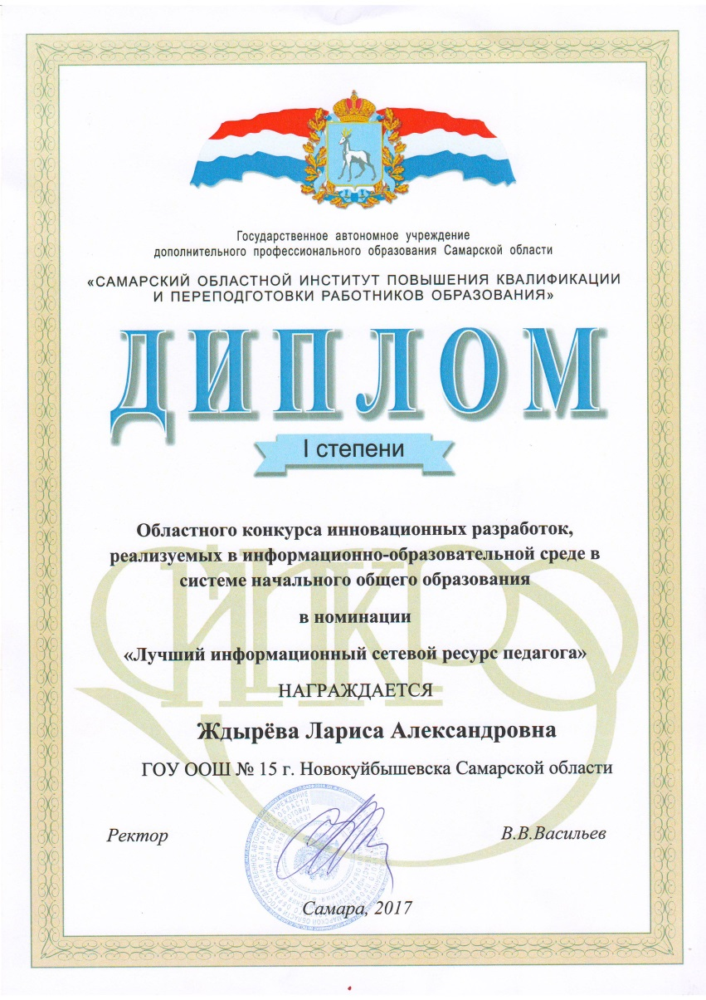 Государственное автономное учреждение
дополнительного профессионального образования Самарской области
«САМАРСКИЙ ОБЛАСТНОЙ ИНСТИТУТ ПОВЫШЕНИЯ КВАЛИФИКАЦИИ
И ПЕРЕПОДГОТОВКИ РАБОТНИКОВ ОБРАЗОВАНИЯ»
ДИПЛОМ
I степени
Областного конкурса инновационных разработок,
реализуемых в информационно-образовательной среде в
системе начального общего образования
в номинации
«Лучший информационный сетевой ресурс педагога»
НАГРАЖДАЕТСЯ
Ждырёва Лариса Александровна
ГОУ ООШ № 15 г. Новокуйбышевска Самарской области
Ректор
В.В.Васильев
Самара, 2017